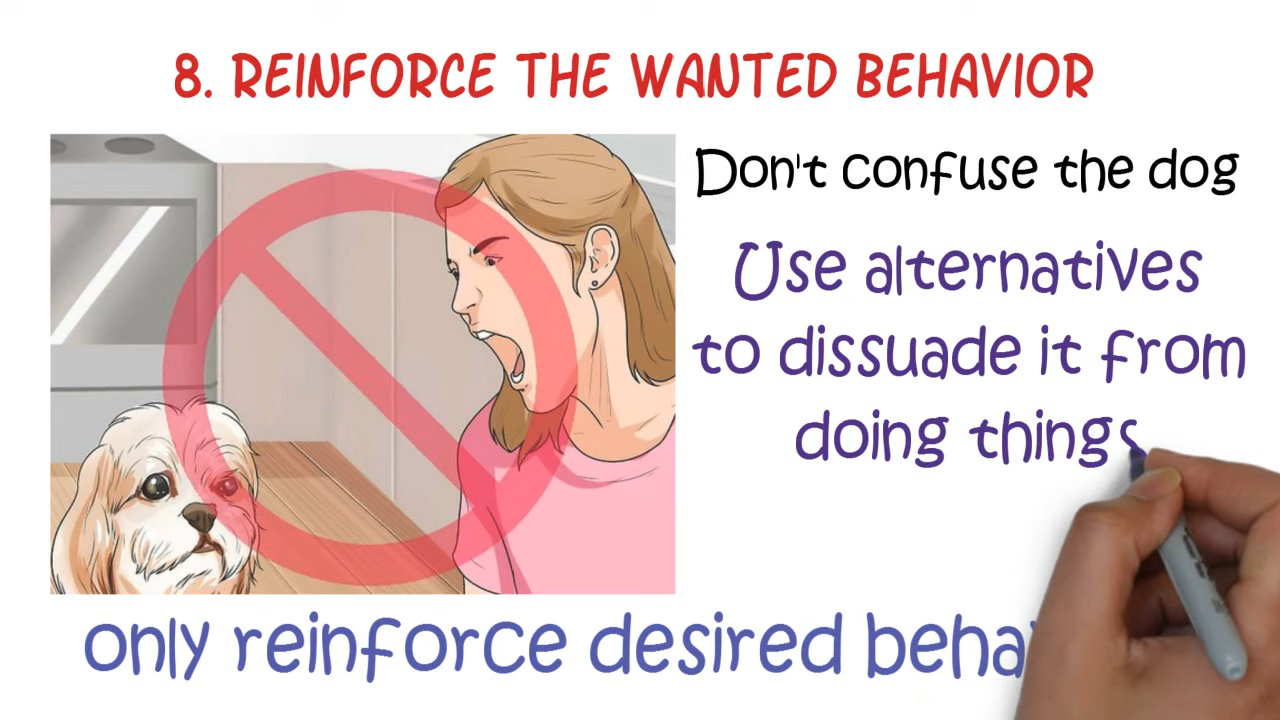 8. REINFORCE THE WANTED BEHAVIOR
Don't confuse the dog
Use alternatives
to dissuade it from
doing things
only reinforce desired